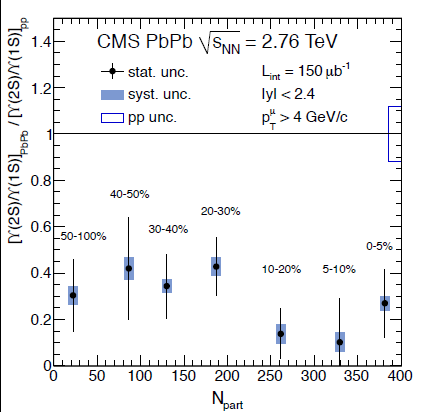 [ϒ(2S)/ϒ(1S)]PbPb / [ϒ(2S)/ϒ(1S)]pp
CMS PbPb √sNN = 2.76 TeV
stat. unc. Lint = 150 μb-1
syst. unc. |y| < 2.4
pp unc. pTμ > 4 GeV/c
1.4
1.2
1
0.8
0.6
0.4
0.2
0
50-100%
40-50%
30-40%
20-30%
10-20%
5-10%
0-5%
0 50 100 150 200 250 300 350 400
Npart